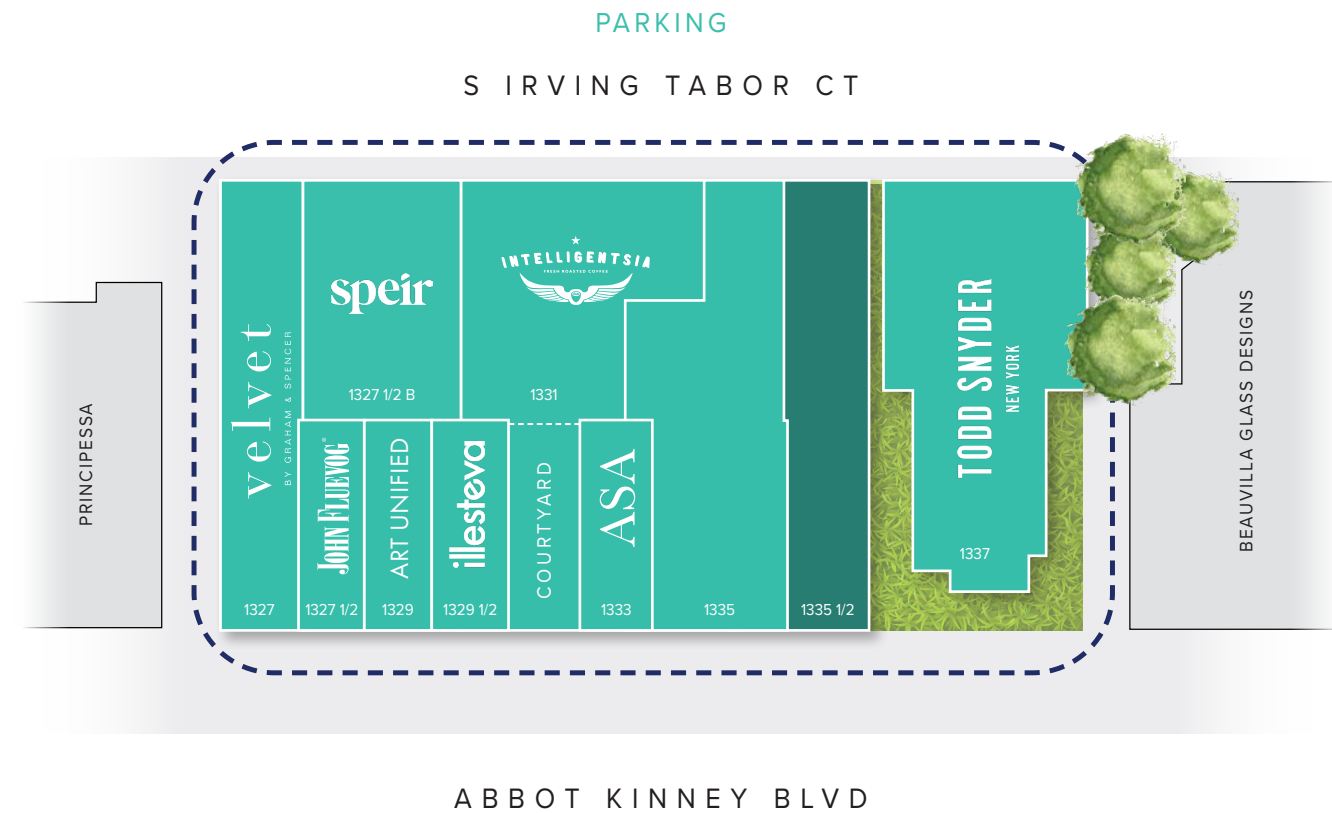 PARKING
S IRVING TABOR CT
velvet
BY GRAHAM & SPENCER
1327
speir
1327 1/2 B
INTELLIGENTSIA
FRESH ROASTED COFFEE
1331
JOHN FLUEVOG®
1327 1/2
ART UNIFIED
1329
illesteva
1329 1/2
COURTYARD
ASA
1333
1335
1335 1/2
TODD SNYDER
NEW YORK
1337
PRINCIPESSA
BEAUVILLA GLASS DESIGNS
ABBOT KINNEY BLVD